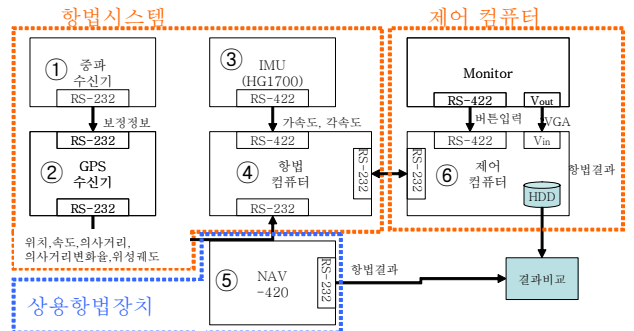 항법시스템
제어 컴퓨터
① 중파
수신기
RS-232
③ IMU
(HG1700)
RS-422
Monitor
RS-422
Vout
보정정보
가속도, 각속도
버튼입력
VGA
RS-232
② GPS
수신기
RS-232
RS-422
④ 항법
컴퓨터
RS-232
RS-232
RS-422
Vin
RS-232
⑥ 제어
컴퓨터
항법결과
HDD
위치,속도,의사거리,
의사거리변화율,위성궤도
⑤ NAV
-420
RS-232
항법결과
결과비교
상용항법장치